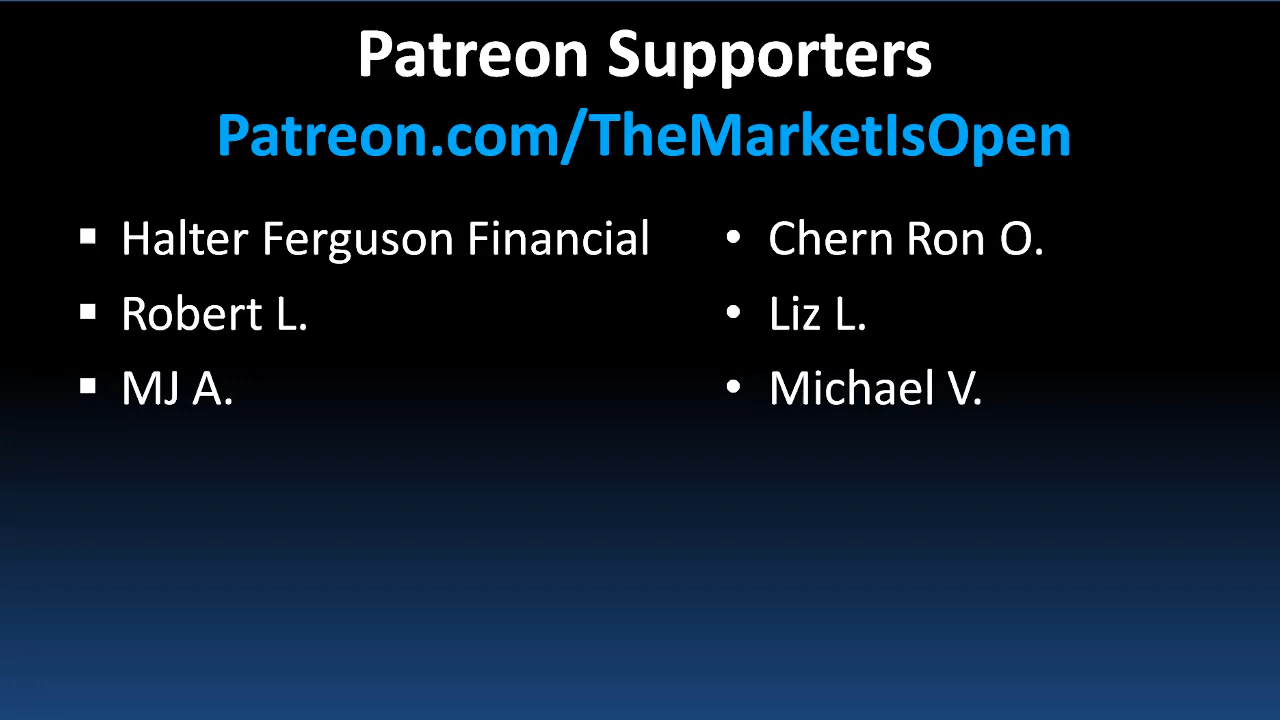 Patreon Supporters
Patreon.com/TheMarketIsOpen
▪ Halter Ferguson Financial
▪ Robert L.
▪ MJ A.
• Chern Ron O.
• Liz L.
• Michael V.